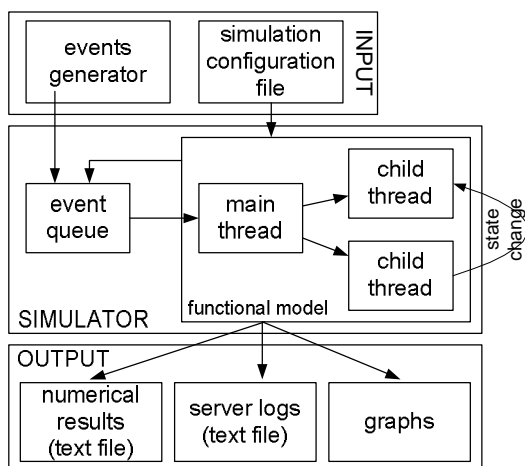 events
generator
simulation
configuration
file
INPUT
event
queue
main
thread
child
thread
child
thread
state
change
functional model
SIMULATOR
OUTPUT
numerical
results
(text file)
server logs
(text file)
graphs